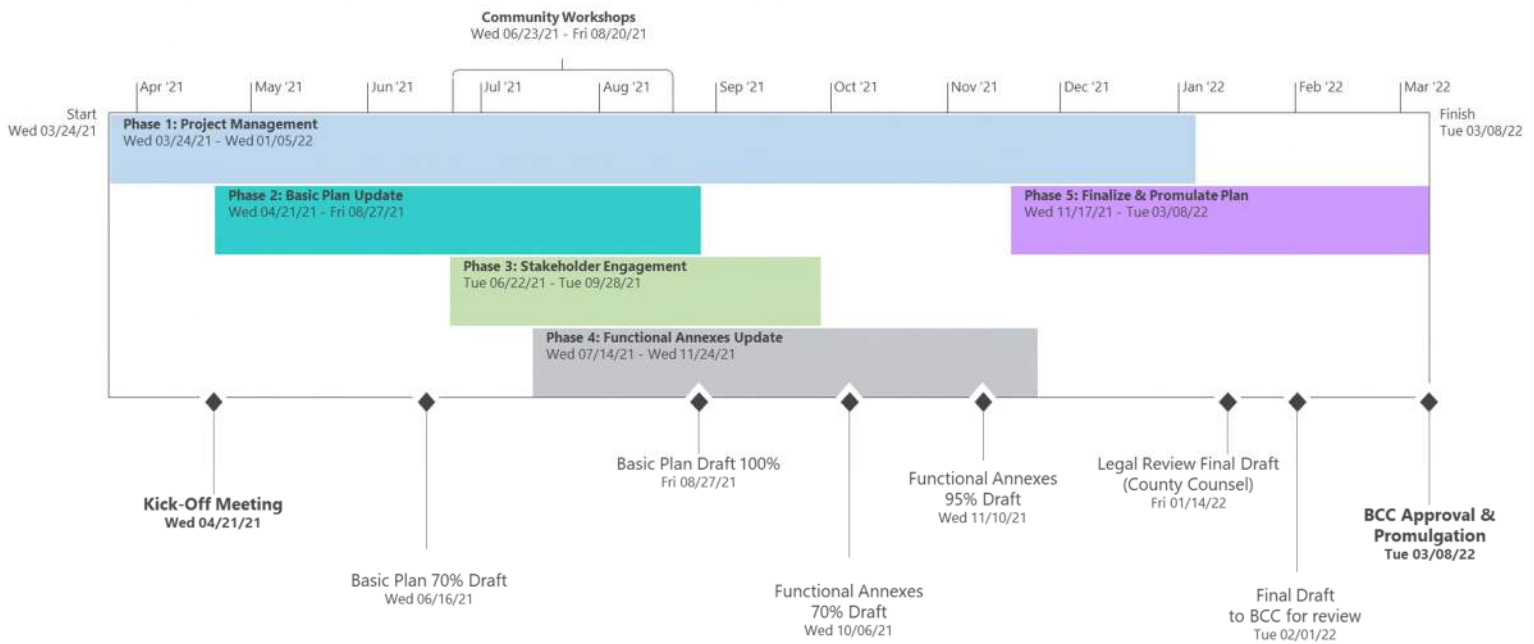 Community Workshops
Wed 06/23/21 - Fri 08/20/21
Apr '21
May '21
Jun '21
Jul '21
Aug '21
Sep '21
Oct '21
Nov '21
Dec '21
Jan '22
Feb '22
Mar '22
Start
Wed 03/24/21
Finish
Tue 03/08/22
Phase 1: Project Management
Wed 03/24/21 - Wed 01/05/22
Phase 2: Basic Plan Update
Wed 04/21/21 - Fri 08/27/21
Phase 5: Finalize & Promulate Plan
Wed 11/17/21 - Tue 03/08/22
Phase 3: Stakeholder Engagement
Tue 06/22/21 - Tue 09/28/21
Phase 4: Functional Annexes Update
Wed 07/14/21 - Wed 11/24/21
Kick-Off Meeting
Wed 04/21/21
Basic Plan 70% Draft
Wed 06/16/21
Basic Plan Draft 100%
Fri 08/27/21
Functional Annexes
70% Draft
Wed 10/06/21
Functional Annexes
95% Draft
Wed 11/10/21
Legal Review Final Draft
(County Counsel)
Fri 01/14/22
Final Draft
to BCC for review
Tue 02/01/22
BCC Approval &
Promulgation
Tue 03/08/22